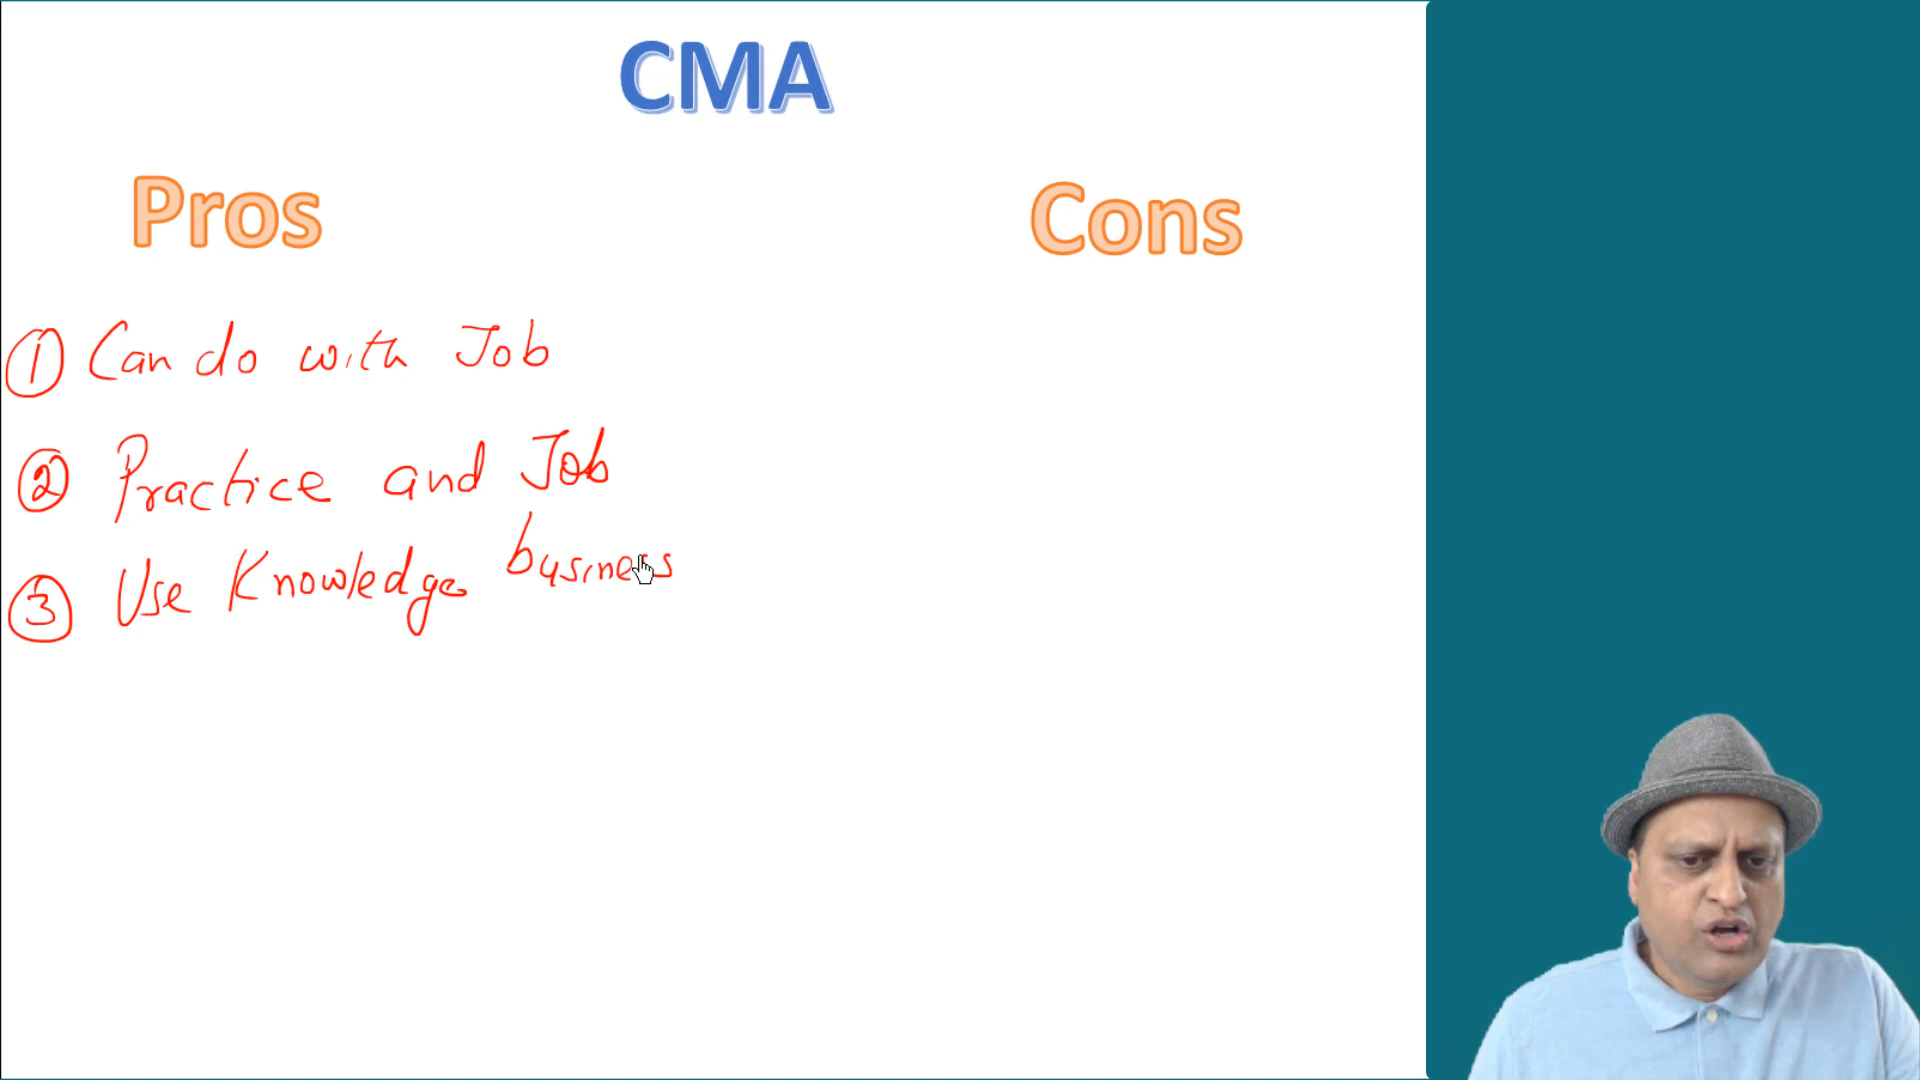 CMA
Pros
Cons
1 Can do with Job
2 Practice and Job
3 Use Knowledge business